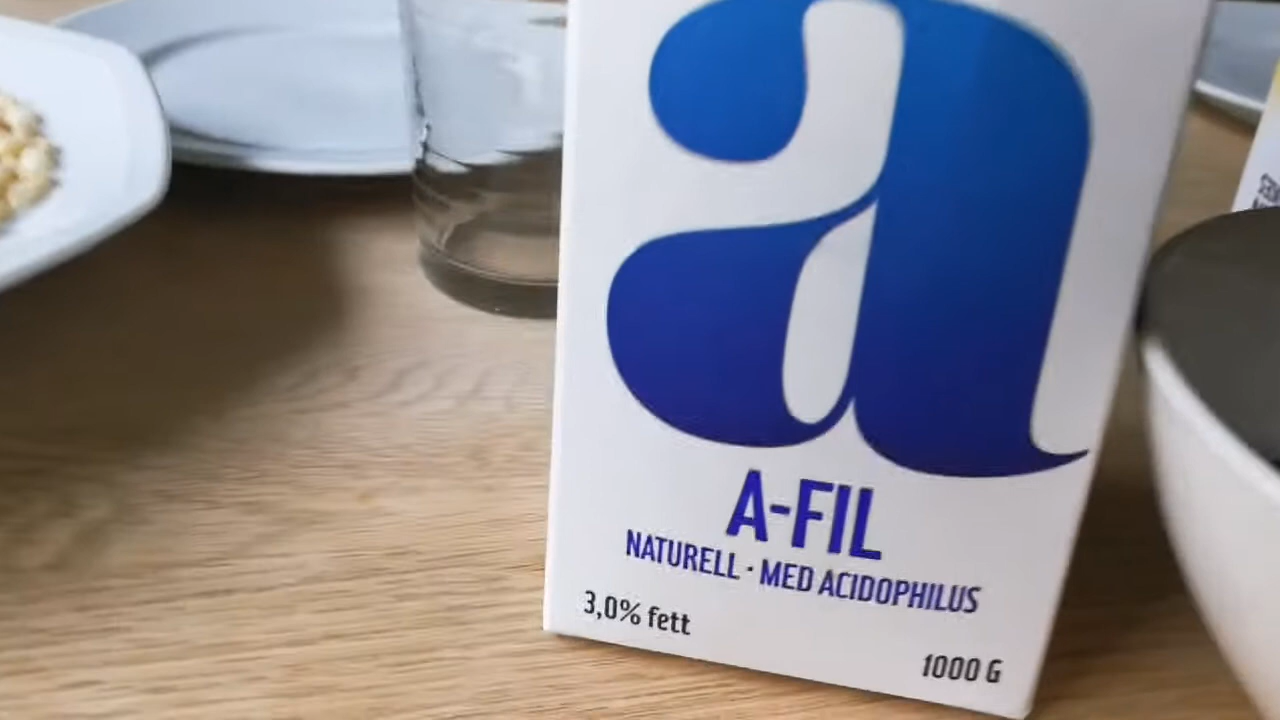 a
A-FIL
NATURELL · MED ACIDOPHILUS
3,0% fett
1000 G